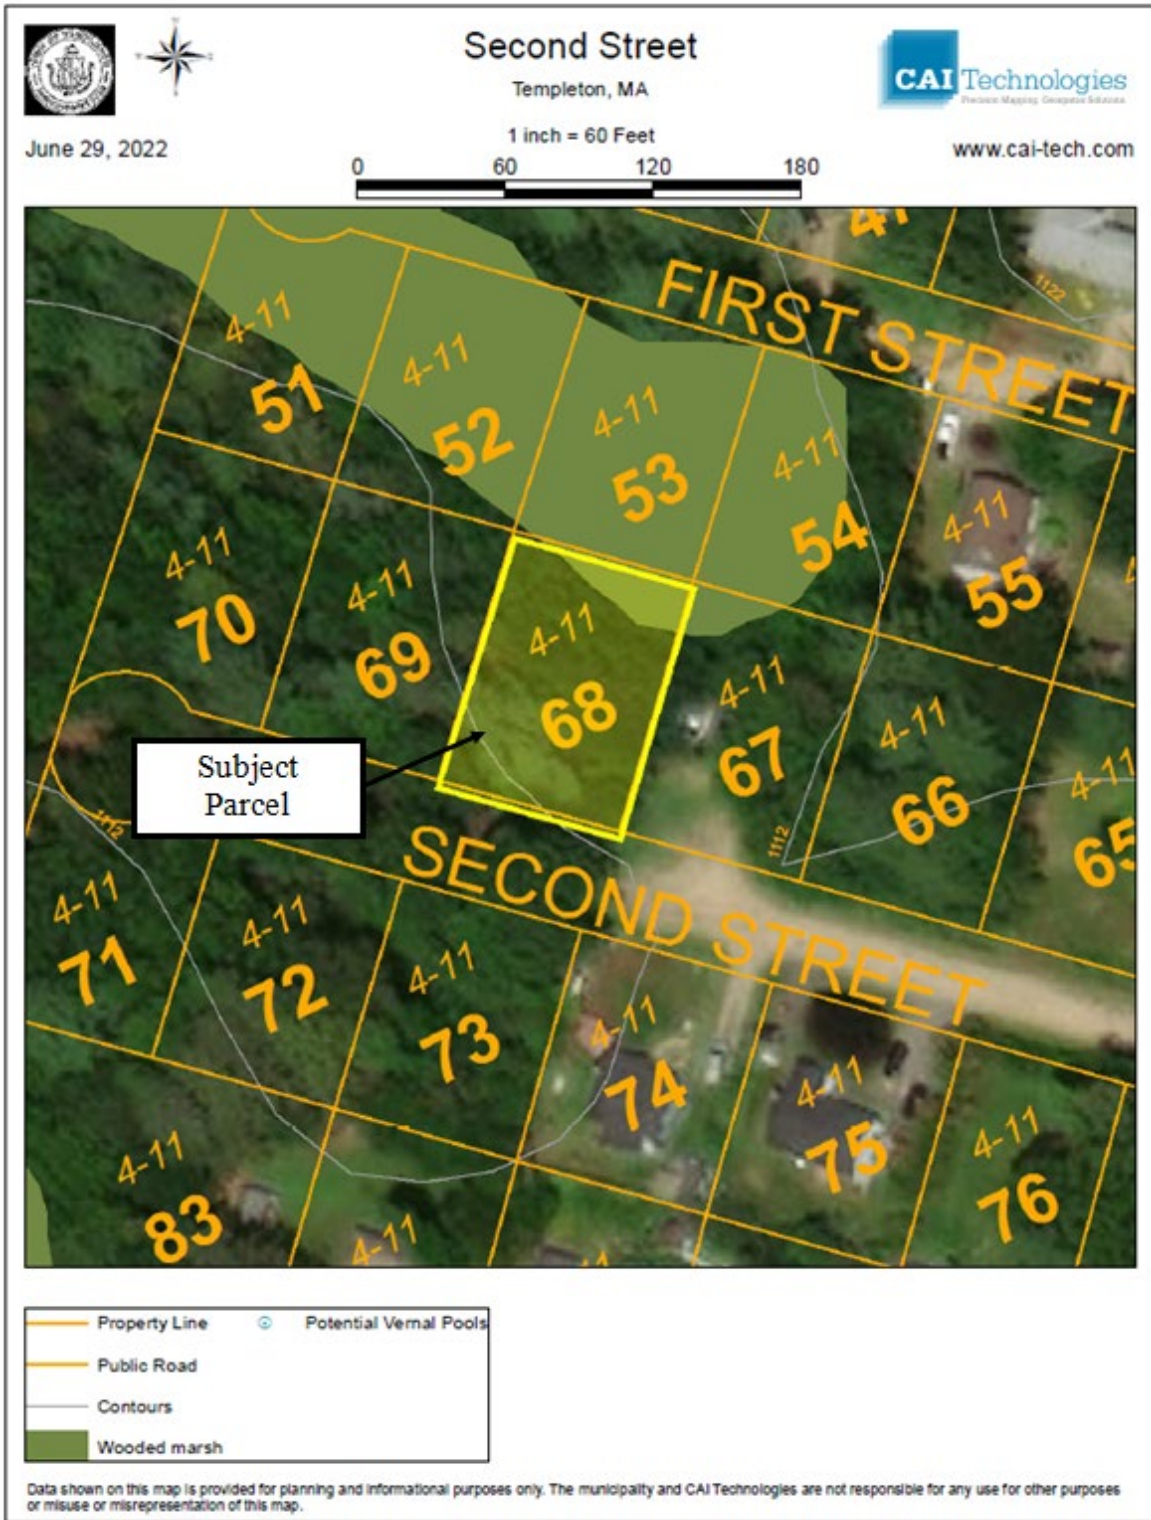 Second Street
Templeton, MA
CAI Technologies
Precision Mapping. Geospatial Solutions.
June 29, 2022
1 inch = 60 Feet
www.cai-tech.com
0 60 120 180
FIRST STREET
1122
4-11
51
4-11
52
4-11
53
4-11
54
4-11
55
4-11
70
4-11
69
4-11
68
4-11
67
4-11
66
4-11
65
Subject
Parcel
1112
1112
SECOND STREET
4-11
71
4-11
72
4-11
73
4-11
74
4-11
75
4-11
76
4-11
83
4-11
Property Line
Potential Vernal Pools
Public Road
Contours
Wooded marsh
Data shown on this map is provided for planning and informational purposes only. The municipality and CAI Technologies are not responsible for any use for other purposes
or misuse or misrepresentation of this map.